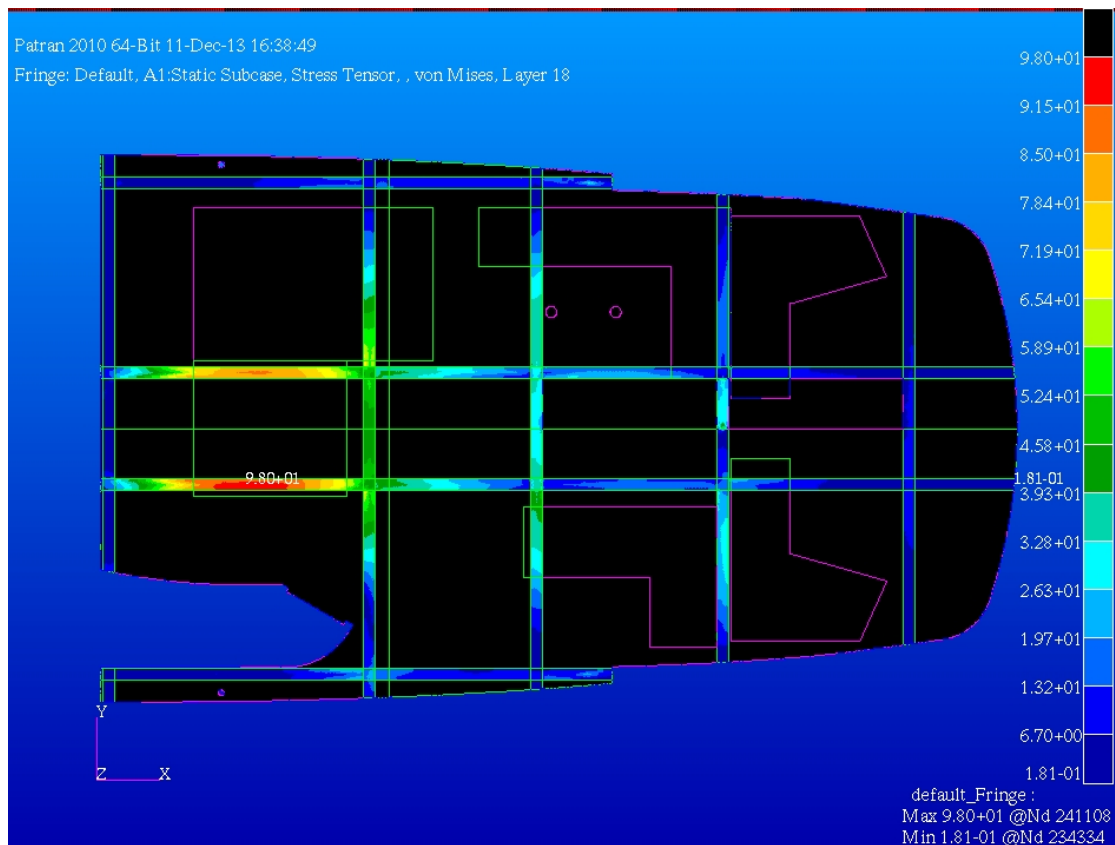 Patran 2010 64-Bit 11-Dec-13 16:38:49
Fringe: Default, A1:Static Subcase, Stress Tensor, , von Mises, Layer 18
9.80+01
9.15+01
8.50+01
7.84+01
7.19+01
6.54+01
5.89+01
5.24+01
4.58+01
3.93+01
3.28+01
2.63+01
1.97+01
1.32+01
6.70+00
1.81-01
9.80+01
1.81-01
Y
Z X
default_Fringe :
Max 9.80+01 @Nd 241108
Min 1.81-01 @Nd 234334